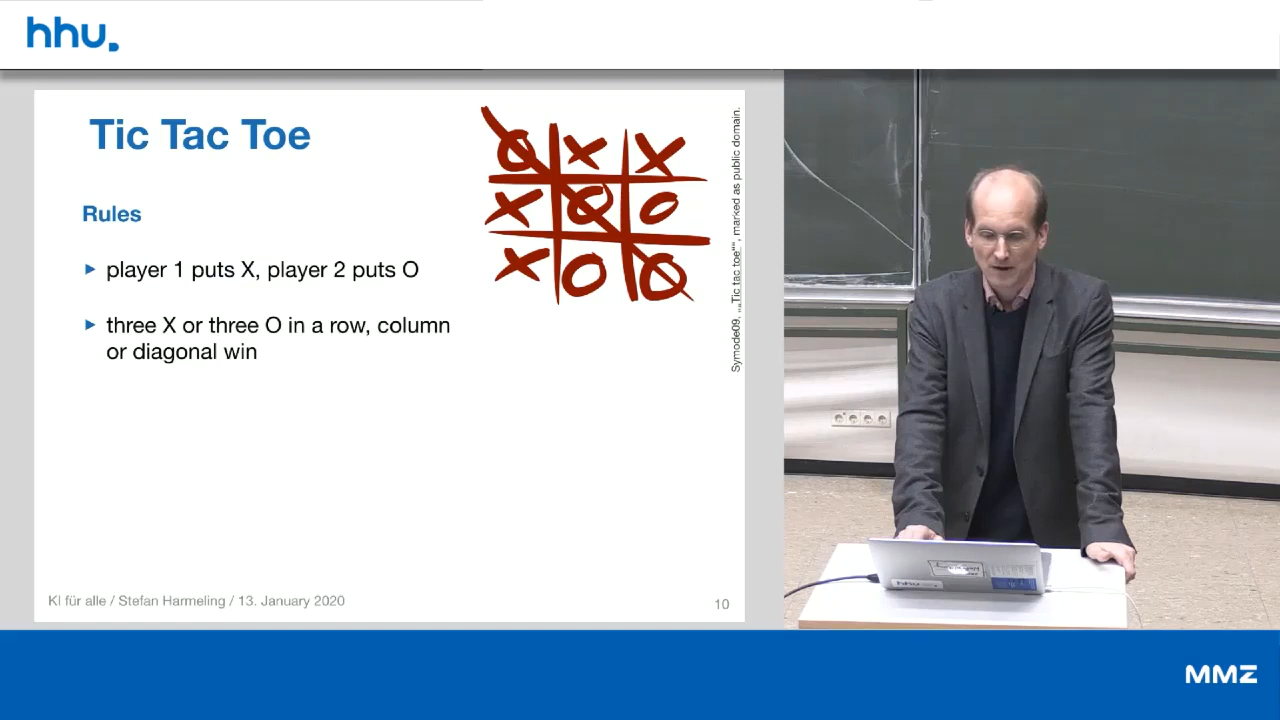 hhu.
Tic Tac Toe
Rules
player 1 puts X, player 2 puts O
three X or three O in a row, column
or diagonal win
O X X
X O O
X O O
Symode09, „„Tic tac toe"", marked as public domain.
KI für alle / Stefan Harmeling / 13. January 2020
10
hhu
MMZ